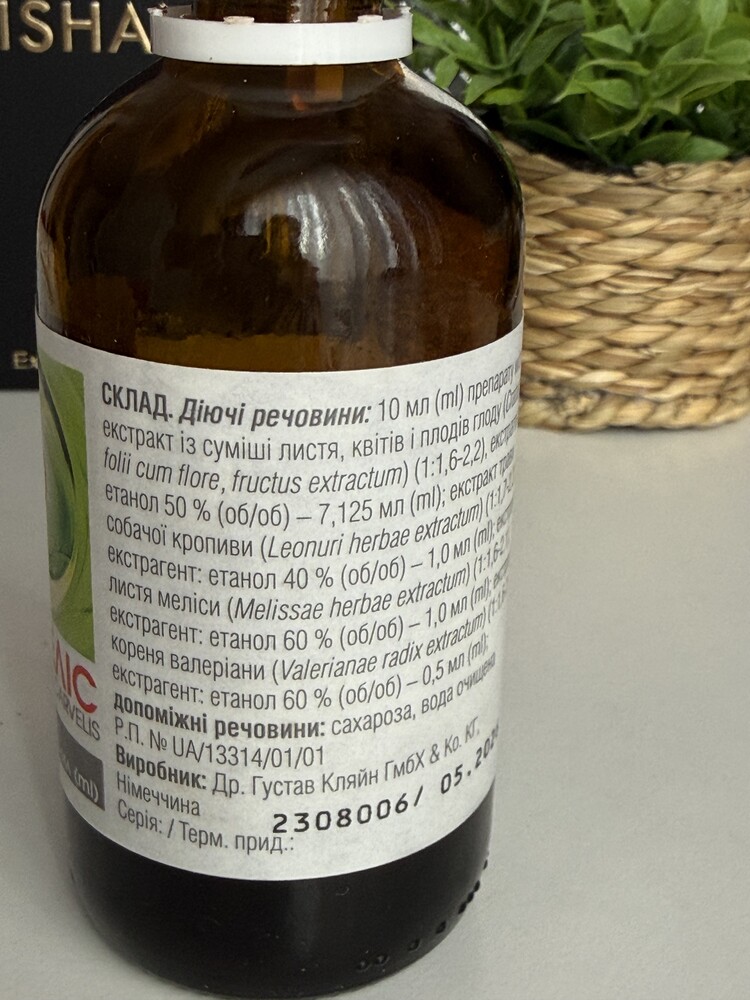 ISHA
СКЛАД. Діючі речовини: 10 мл (ml) препарату
екстракт із суміші листя, квітів і плодів глоду
folii cum flore, fructus extractum) (1:1,6-2,2),
етанол 50 % (об/об) – 7,125 мл (ml); екстракт
собачої кропиви (Leonuri herbae extractum)
екстрагент: етанол 40 % (об/об) – 1,0 мл (ml);
листя меліси (Melissae herbae extractum)
екстрагент: етанол 60 % (об/об) – 1,0 мл (ml);
кореня валеріани (Valerianae radix extractum)
екстрагент: етанол 60 % (об/об) – 0,5 мл (ml);
допоміжні речовини: сахароза, вода очищена
Р.П. № UA/13314/01/01
Виробник: Др. Густав Кляйн ГмбХ & Ко. КГ,
Німеччина
Серія: / Терм. прид.: 2308006/ 05.
(ml)